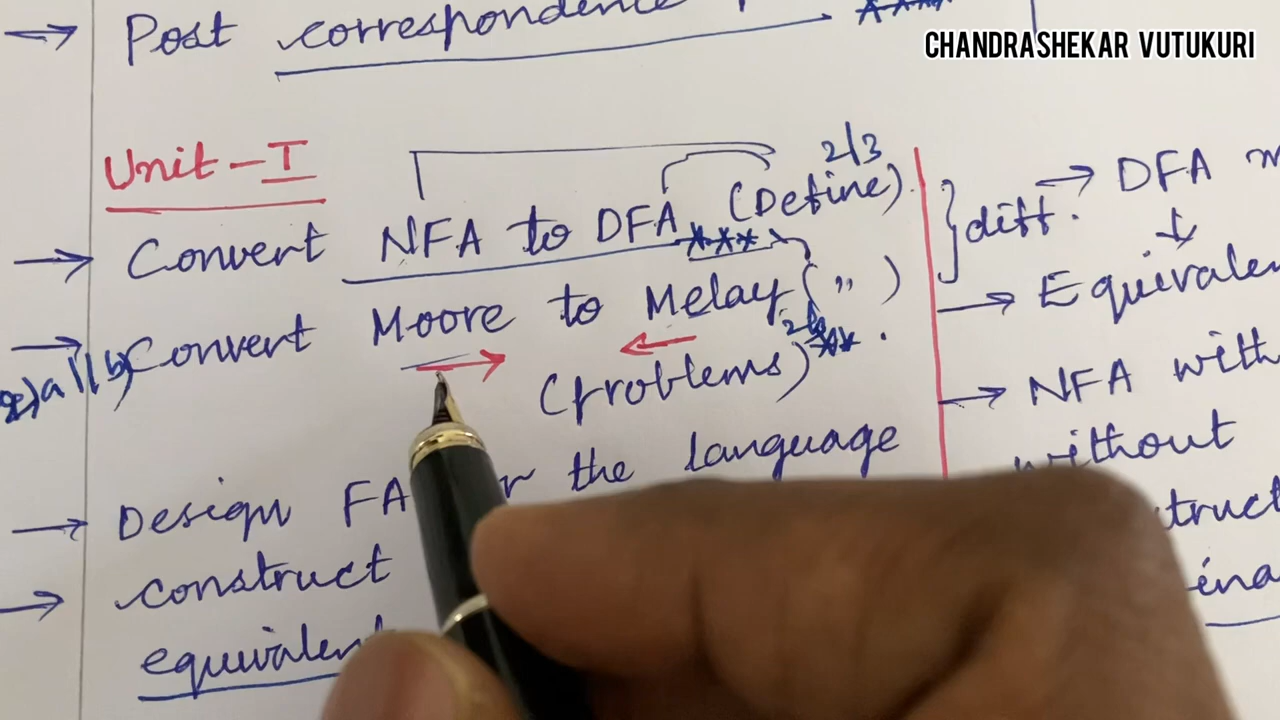 Post correspondence
CHANDRASHEKAR VUTUKURI
Unit-I
2/3
→ Convert NFA to DFA (Define).
***
→ Convert Moore to Melay ( " )
** .
(Problems)
→ Design FA the language
→ construct
equivalent
} diff. → DFA
↓
→ Equivalen
→ NFA with
without